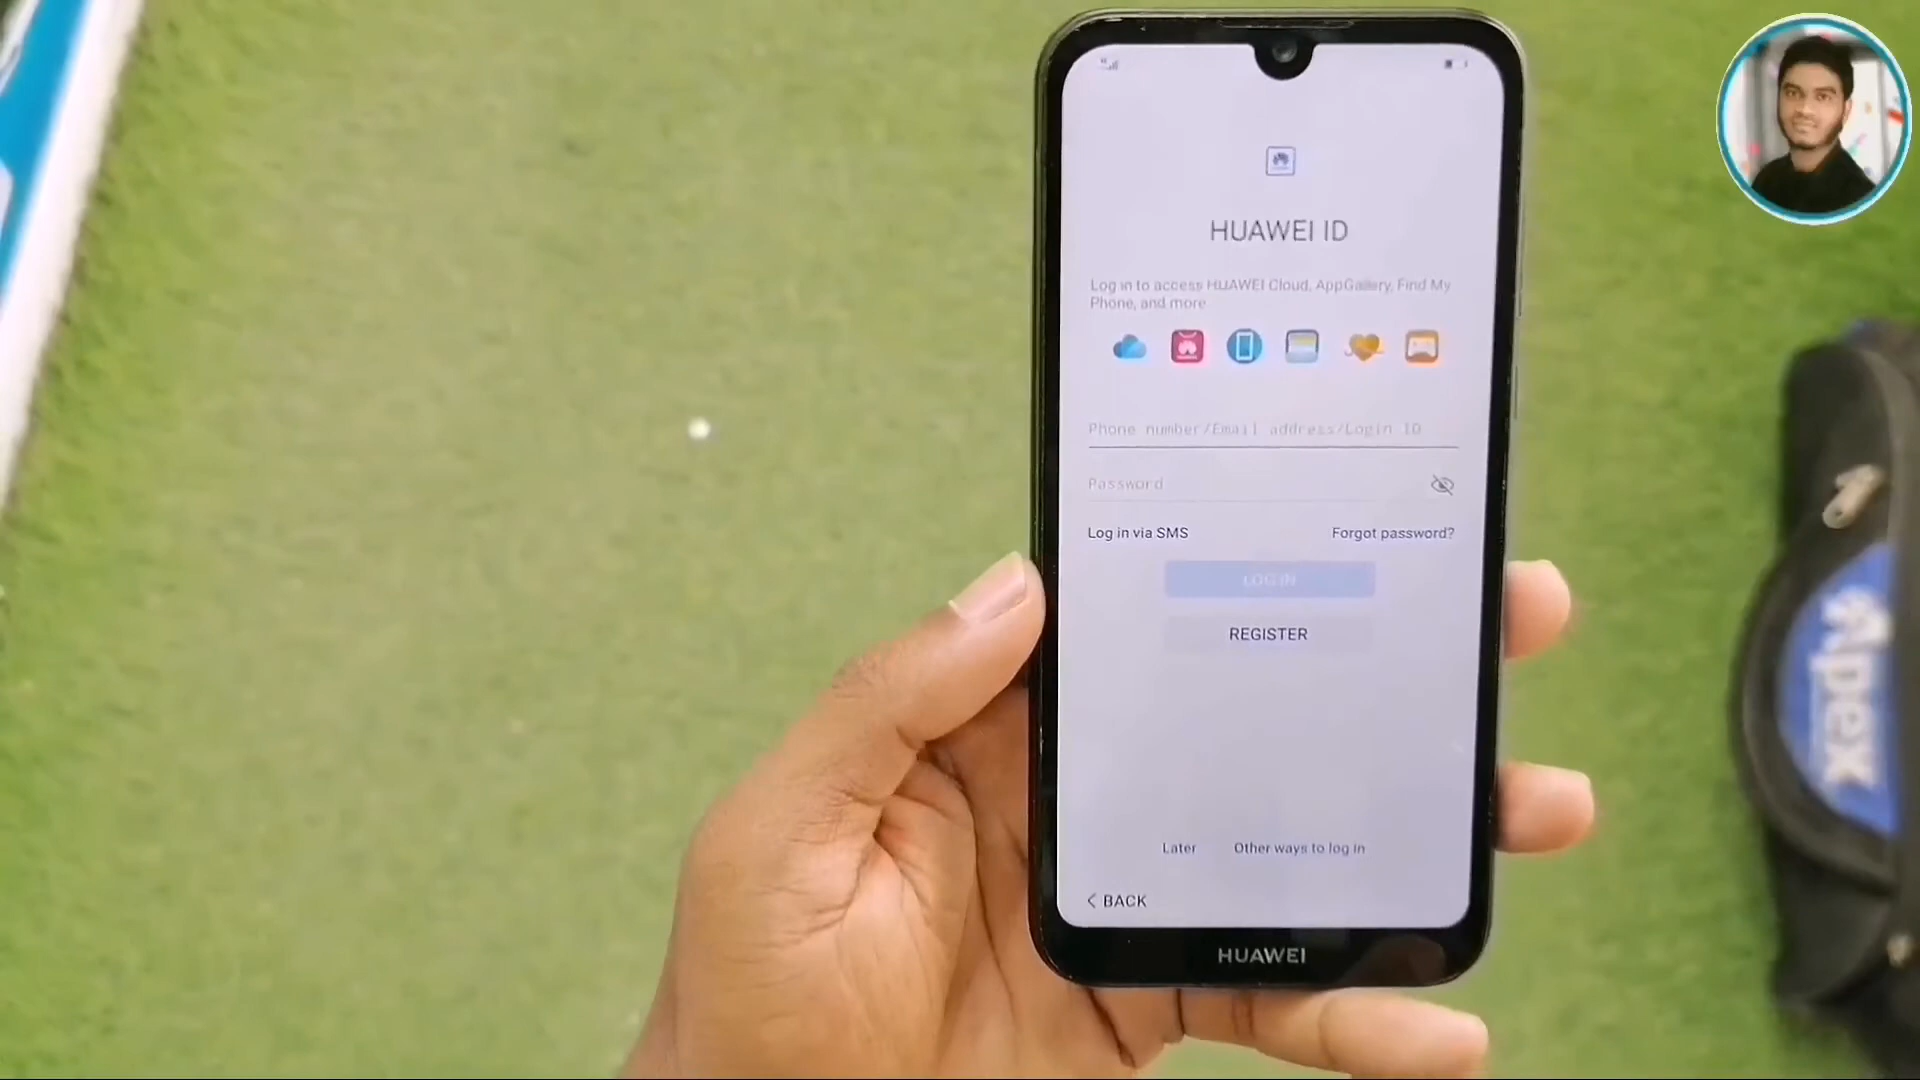 HUAWEI ID
Log in to access HUAWEI Cloud, AppGallery, Find My
Phone, and more
Phone number/Email address/Login ID
Password
Log in via SMS
Forgot password?
LOG IN
REGISTER
Later
Other ways to log in
BACK
HUAWEI
Apex